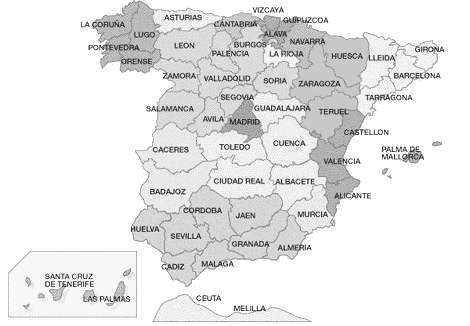 VIZCAYA
ASTURIAS
CANTABRIA
GUIPUZCOA
LA CORUÑA
LUGO
ALAVA
NAVARRA
PONTEVEDRA
LEON
BURGOS
PALENCIA
LA RIOJA
HUESCA
LLEIDA
GIRONA
ORENSE
ZAMORA
VALLADOLID
SORIA
ZARAGOZA
BARCELONA
TARRAGONA
SEGOVIA
SALAMANCA
GUADALAJARA
TERUEL
AVILA
MADRID
CASTELLON
CACERES
TOLEDO
CUENCA
PALMA DE
MALLORCA
VALENCIA
BADAJOZ
CIUDAD REAL
ALBACETE
ALICANTE
CORDOBA
JAEN
MURCIA
HUELVA
SEVILLA
GRANADA
ALMERIA
CADIZ
MALAGA
SANTA CRUZ
DE TENERIFE
LAS PALMAS
CEUTA
MELILLA